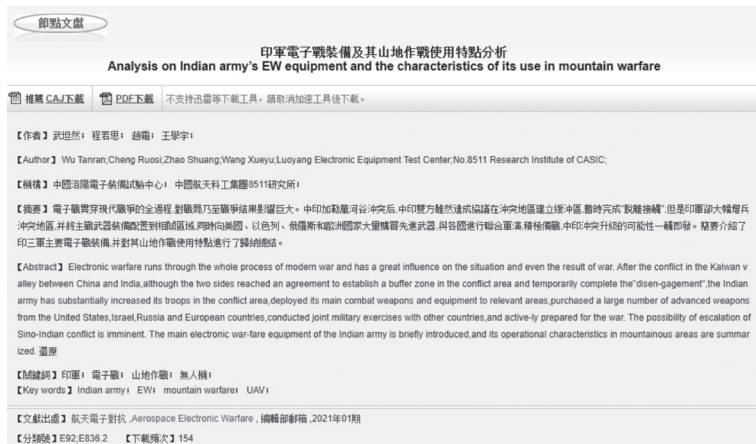 節點文獻
印軍電子戰裝備及其山地作戰使用特點分析
Analysis on Indian army's EW equipment and the characteristics of its use in mountain warfare
推薦 CAJ下載 PDF下載 不支持迅雷等下載工具，請取消加速工具後下載。
【作者】 武坦然； 程若思； 趙霜； 王學宇；
【Author】 Wu Tanran;Cheng Ruosi;Zhao Shuang;Wang Xueyu;Luoyang Electronic Equipment Test Center;No.8511 Research Institute of CASIC;
【機構】 中國洛陽電子裝備試驗中心； 中國航天科工集團8511研究所；
【摘要】 電子戰貫穿現代戰爭的全過程,對戰局乃至戰爭結果影響巨大。中印加勒萬河谷沖突后,中印雙方雖然達成協議在沖突地區建立緩沖區,暫時完成"脫離接觸",但是印軍卻大幅增兵
沖突地區,并將主戰武器裝備配置到相關區域,同時向美國、以色列、俄羅斯和歐洲國家大量購買先進武器,與各國進行聯合軍演,積極備戰,中印沖突升級的可能性一觸即發。簡要介紹了
印三軍主要電子戰裝備,并對其山地作戰使用特點進行了歸納總結。
【Abstract】 Electronic warfare runs through the whole process of modern war and has a great influence on the situation and even the result of war. After the conflict in the Kalwan v
alley between China and India,although the two sides reached an agreement to establish a buffer zone in the conflict area and temporarily complete the"disen-gagement",the Indian
army has substantially increased its troops in the conflict area,deployed its main combat weapons and equipment to relevant areas,purchased a large number of advanced weapons
from the United States,Israel,Russia and European countries,conducted joint military exercises with other countries,and active-ly prepared for the war. The possibility of escalation of
Sino-Indian conflict is imminent. The main electronic war-fare equipment of the Indian army is briefly introduced,and its operational characteristics in mountainous areas are summar
ized. 還原
【關鍵詞】 印軍； 電子戰； 山地作戰； 無人機；
【Key words】 Indian army； EW； mountain warfare； UAV；
【文獻出處】 航天電子對抗 ,Aerospace Electronic Warfare , 編輯部郵箱 ,2021年01期
【分類號】E92;E836.2 【下載頻次】154